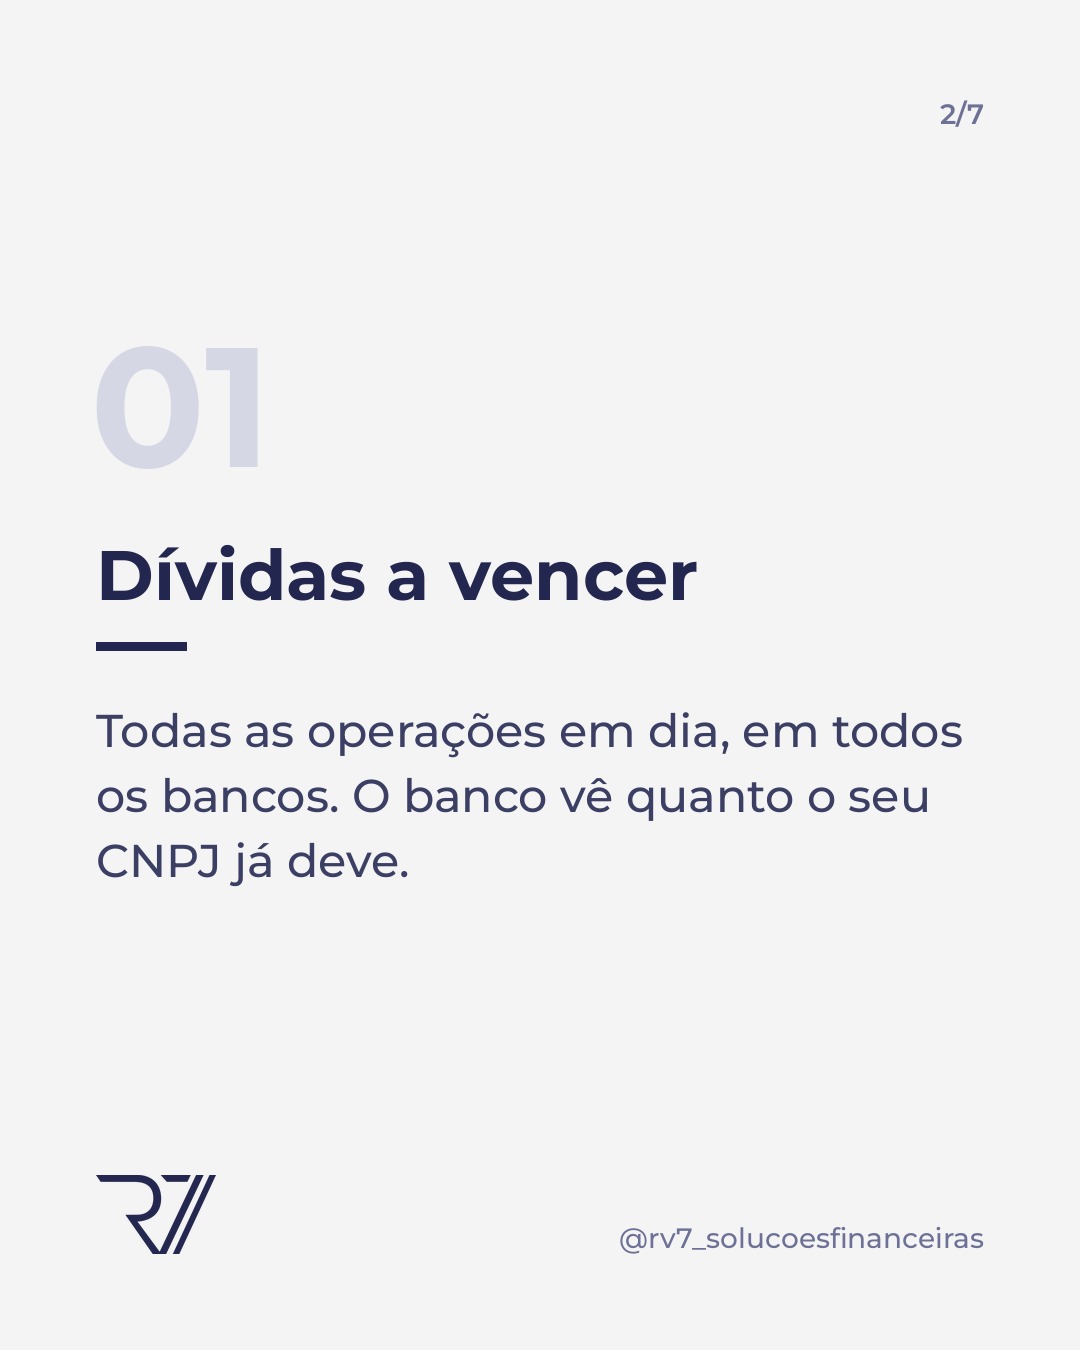 2/7
01
Dívidas a vencer
Todas as operações em dia, em todos
os bancos. O banco vê quanto o seu
CNPJ já deve.
RV7
@rv7_solucoesfinanceiras